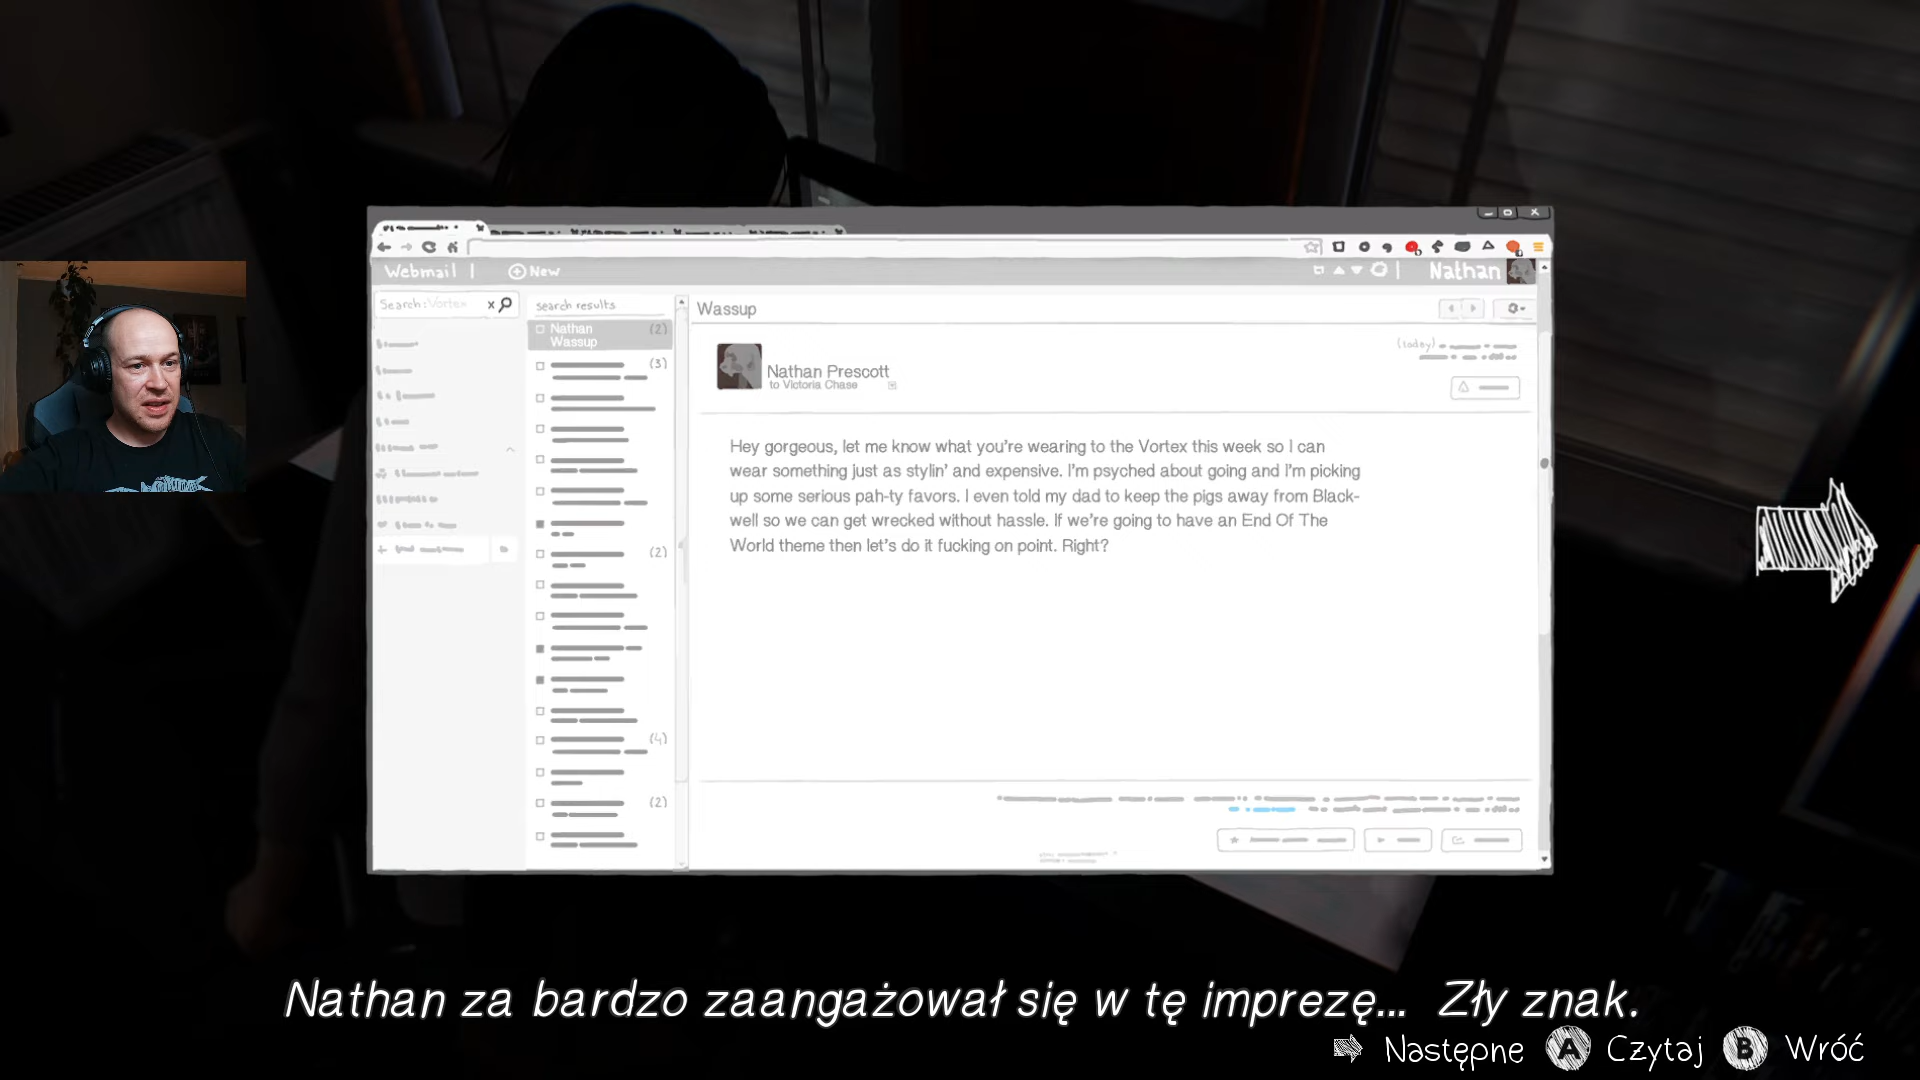 Webmail |
New
Nathan
Search: Vortex x
search results
Nathan (2)
Wassup
(3)
(2)
(4)
(2)
Wassup
(today)
Nathan Prescott
to Victoria Chase
Hey gorgeous, let me know what you're wearing to the Vortex this week so I can
wear something just as stylin' and expensive. I'm psyched about going and I'm picking
up some serious pah-ty favors. I even told my dad to keep the pigs away from Black-
well so we can get wrecked without hassle. If we're going to have an End Of The
World theme then let's do it fucking on point. Right?
Nathan za bardzo zaangażował się w tę imprezę... Zły znak.
Następne A Czytaj B Wróć